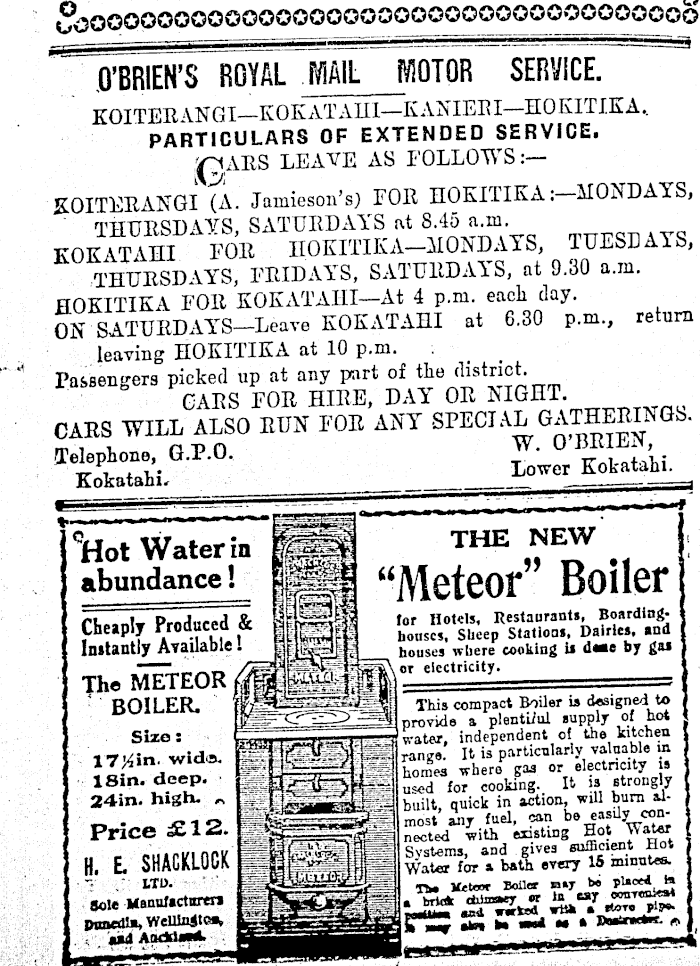 O'BRIEN'S ROYAL MAIL MOTOR SERVICE.
KOITERANGI—KOKATAHI—KANIERI—HOKITIKA.
PARTICULARS OF EXTENDED SERVICE.
CARS LEAVE AS FOLLOWS:—
KOITERANGI (A. Jamieson's) FOR HOKITIKA:—MONDAYS,
THURSDAYS, SATURDAYS at 8.45 a.m.
KOKATAHI FOR HOKITIKA—MONDAYS, TUESDAYS,
THURSDAYS, FRIDAYS, SATURDAYS, at 9.30 a.m.
HOKITIKA FOR KOKATAHI—At 4 p.m. each day.
ON SATURDAYS—Leave KOKATAHI at 6.30 p.m., return
leaving HOKITIKA at 10 p.m.
Passengers picked up at any part of the district.
CARS FOR HIRE, DAY OR NIGHT.
CARS WILL ALSO RUN FOR ANY SPECIAL GATHERINGS.
Telephone, G.P.O.
Kokatahi.
W. O'BRIEN,
Lower Kokatahi.
Hot Water in
abundance!
Cheaply Produced &
Instantly Available!
The METEOR
BOILER.
Size:
17½in. wide.
18in. deep.
24in. high.
Price £12.
H. E. SHACKLOCK
LTD.
Sole Manufacturers
Dunedin, Wellington,
and Auckland.
METEOR
THE NEW
"Meteor" Boiler
for Hotels, Restaurants, Boarding-
houses, Sheep Stations, Dairies, and
houses where cooking is done by gas
or electricity.
This compact Boiler is designed to
provide a plentiful supply of hot
water, independent of the kitchen
range. It is particularly valuable in
homes where gas or electricity is
used for cooking. It is strongly
built, quick in action, will burn al-
most any fuel, can be easily con-
nected with existing Hot Water
Systems, and gives sufficient Hot
Water for a bath every 15 minutes.
The Meteor Boiler may be placed in
a brick chimney or in any convenient
position and worked with a stove pipe.
It may also be used as a Destructor.